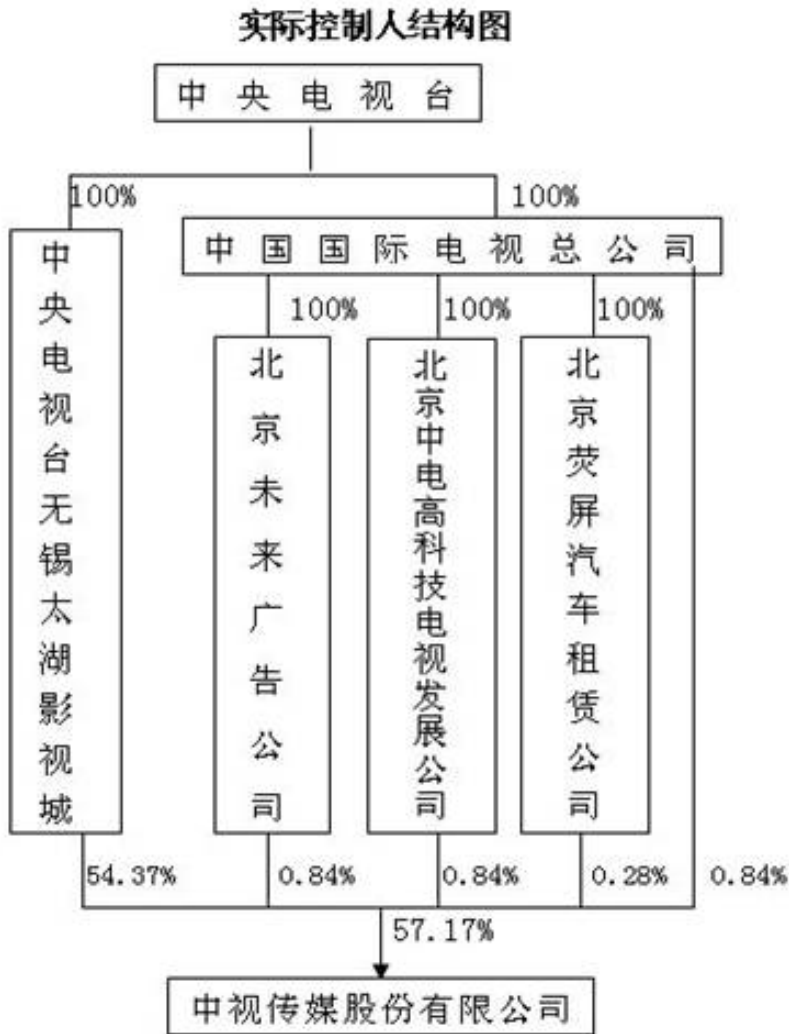 实际控制人结构图
中央电视台
100%
100%
中国国际电视总公司
中央电视台无锡太湖影视城
100%
100%
100%
北京未来广告公司
北京中电高科技电视发展公司
北京荧屏汽车租赁公司
54.37%
0.84%
0.84%
0.28%
0.84%
57.17%
中视传媒股份有限公司